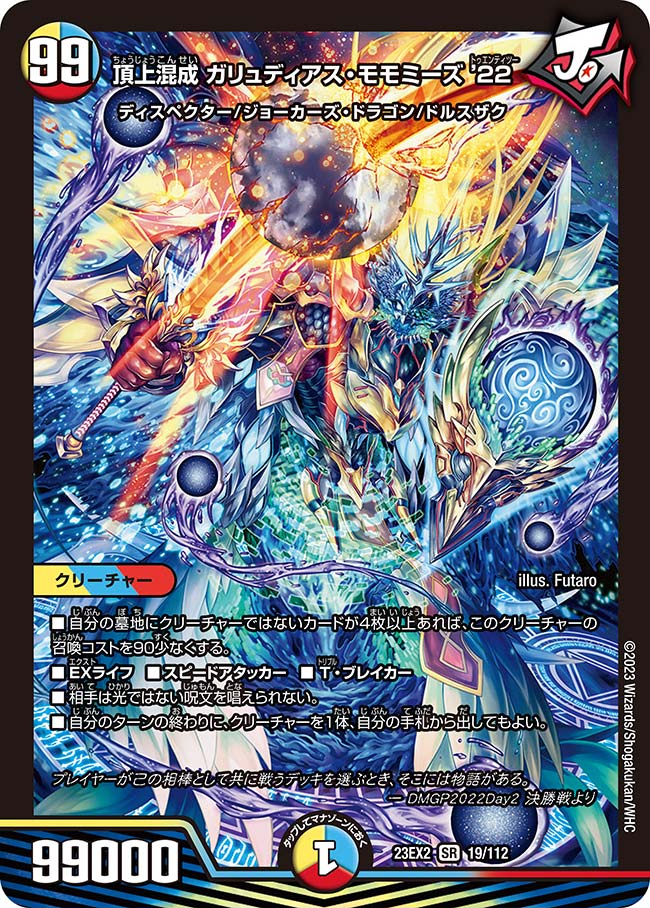 99
頂上混成 ガリュディアス・モモミーズ '22
ちょうじょうこんせい
トゥエンティツー
J
ディスペクター/ジョーカーズ・ドラゴン/ドルスザク
クリーチャー
illus. Futaro
■自分の墓地にクリーチャーではないカードが4枚以上あれば、このクリーチャーの
召喚コストを90少なくする。
■EXライフ ■スピードアタッカー ■T・ブレイカー
■相手は光ではない呪文を唱えられない。
■自分のターンの終わりに、クリーチャーを1体、自分の手札から出してもよい。
プレイヤーがこの相棒として共に戦うデッキを選ぶとき、そこには物語がある。
— DMGP2022Day2 決勝戦より
©2023 Wizards/Shogakukan/WHC
99000
タップしてマナゾーンにおく
1
23EX2 SR 19/112